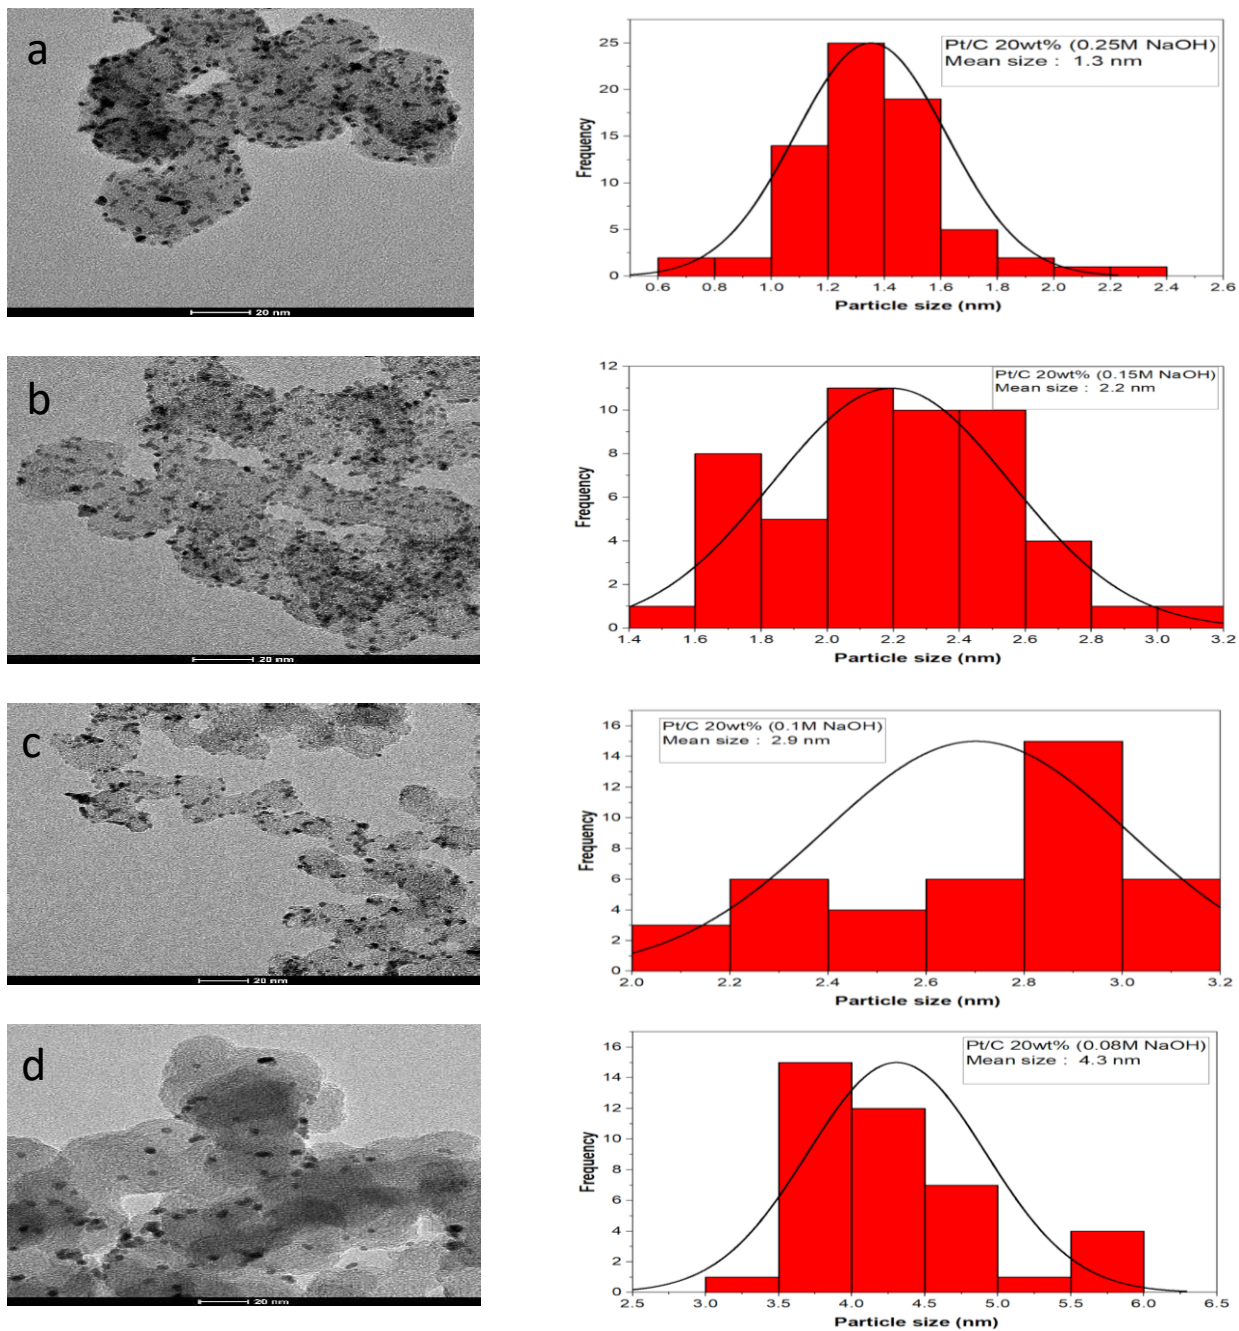 a
20 nm
Pt/C 20wt% (0.25M NaOH)
Mean size : 1.3 nm
Frequency
25
20
15
10
5
0
0.6 0.8 1.0 1.2 1.4 1.6 1.8 2.0 2.2 2.4 2.6
Particle size (nm)
b
20 nm
Pt/C 20wt% (0.15M NaOH)
Mean size : 2.2 nm
Frequency
12
10
8
6
4
2
0
1.4 1.6 1.8 2.0 2.2 2.4 2.6 2.8 3.0 3.2
Particle size (nm)
c
20 nm
Pt/C 20wt% (0.1M NaOH)
Mean size : 2.9 nm
Frequency
16
14
12
10
8
6
4
2
0
2.0 2.2 2.4 2.6 2.8 3.0 3.2
Particle size (nm)
d
20 nm
Pt/C 20wt% (0.08M NaOH)
Mean size : 4.3 nm
Frequency
16
14
12
10
8
6
4
2
0
2.5 3.0 3.5 4.0 4.5 5.0 5.5 6.0 6.5
Particle size (nm)